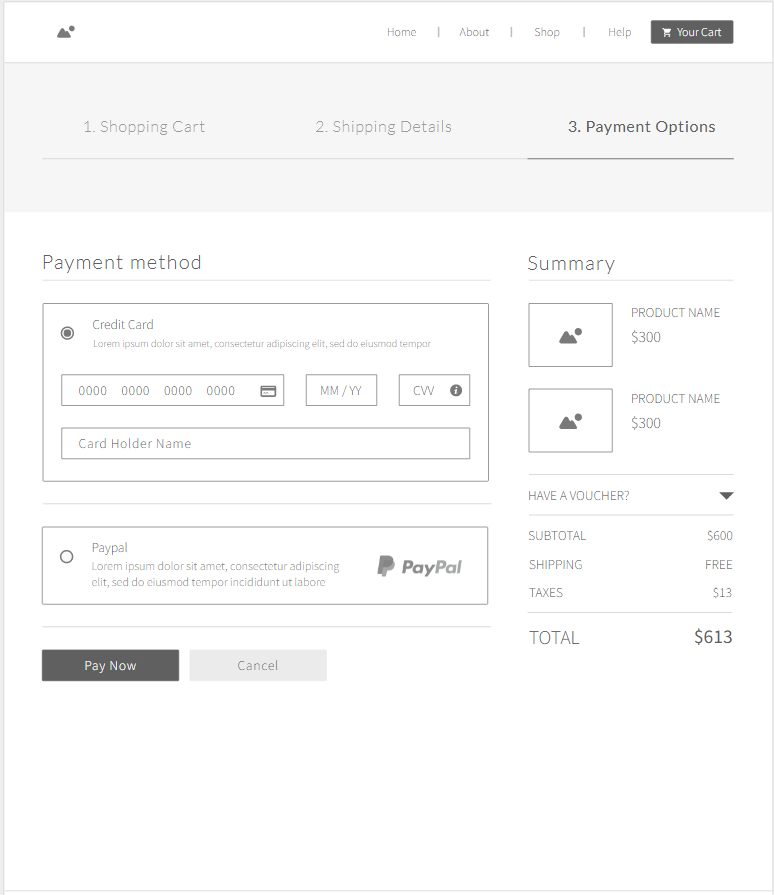 Home | About | Shop | Help Your Cart
1. Shopping Cart 2. Shipping Details 3. Payment Options
Payment method
Credit Card
Lorem ipsum dolor sit amet, consectetur adipiscing elit, sed do eiusmod tempor
0000 0000 0000 0000 MM / YY CVV
Card Holder Name
Paypal
Lorem ipsum dolor sit amet, consectetur adipiscing
elit, sed do eiusmod tempor incididunt ut labore
PayPal
Pay Now Cancel
Summary
PRODUCT NAME
$300
PRODUCT NAME
$300
HAVE A VOUCHER?
SUBTOTAL $600
SHIPPING FREE
TAXES $13
TOTAL $613